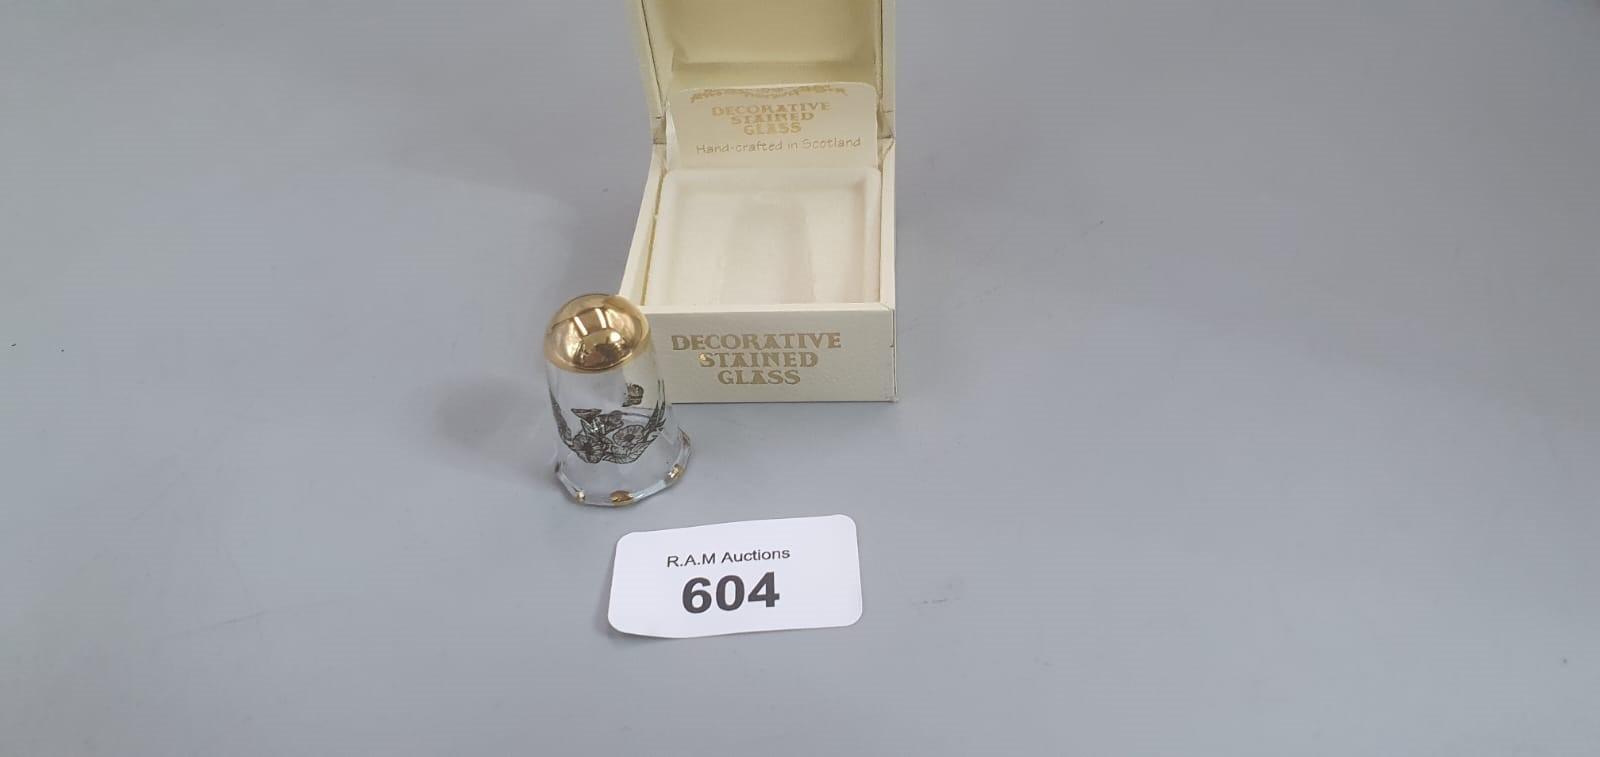 DECORATIVE
STAINED
GLASS
Hand-crafted in Scotland
DECORATIVE
STAINED
GLASS
R.A.M Auctions
604